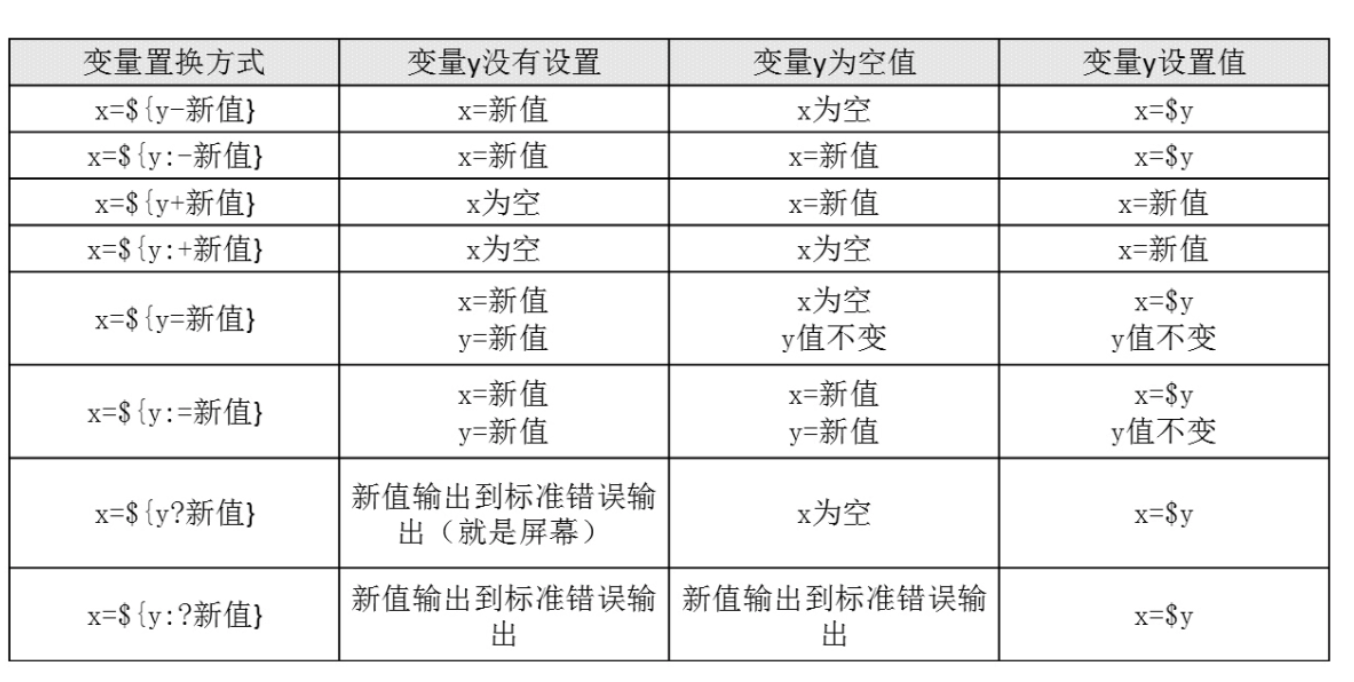 变量置换方式 变量y没有设置 变量y为空值 变量y设置值
x=${y-新值} x=新值 x为空 x=$y
x=${y:-新值} x=新值 x=新值 x=$y
x=${y+新值} x为空 x=新值 x=新值
x=${y:+新值} x为空 x为空 x=新值
x=${y=新值} x=新值 x为空 x=$y
y=新值 y值不变 y值不变
x=${y:=新值} x=新值 x=新值 x=$y
y=新值 y=新值 y值不变
x=${y?新值} 新值输出到标准错误输 x为空 x=$y
出（就是屏幕）
x=${y:?新值} 新值输出到标准错误输 新值输出到标准错误输 x=$y
出 出